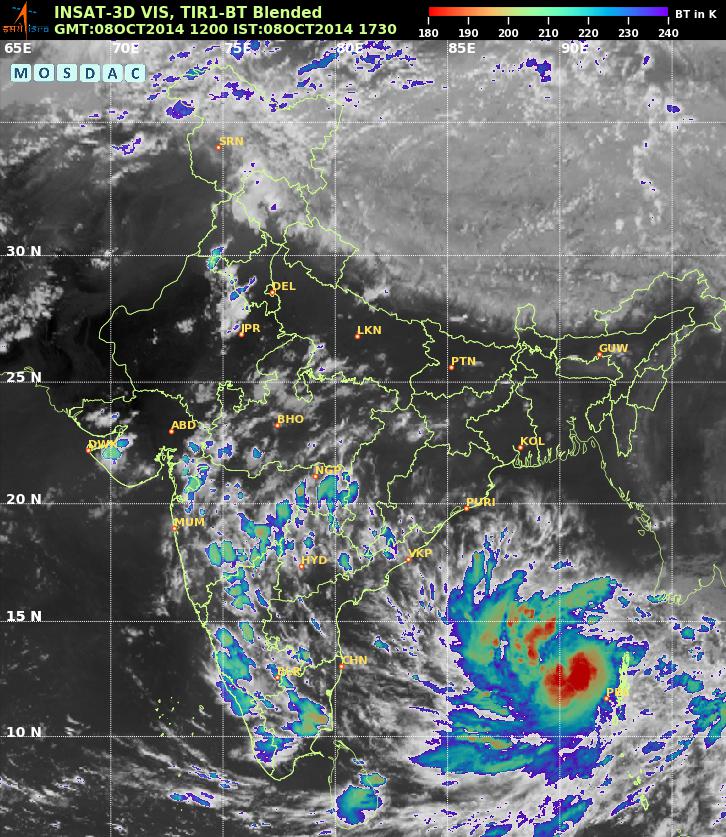 INSAT-3D VIS, TIR1-BT Blended
GMT:08OCT2014 1200 IST:08OCT2014 1730
BT in K
180 190 200 210 220 230 240
65E 70E 75E 80E 85E 90E
M O S D A C
SRN
30 N
DEL
JPR
LKN
GUW
PTN
25 N
ABD
BHO
DWK
KOL
NGP
20 N
PURI
MUM
HYD
VKP
15 N
CHN
BLR
PBL
10 N